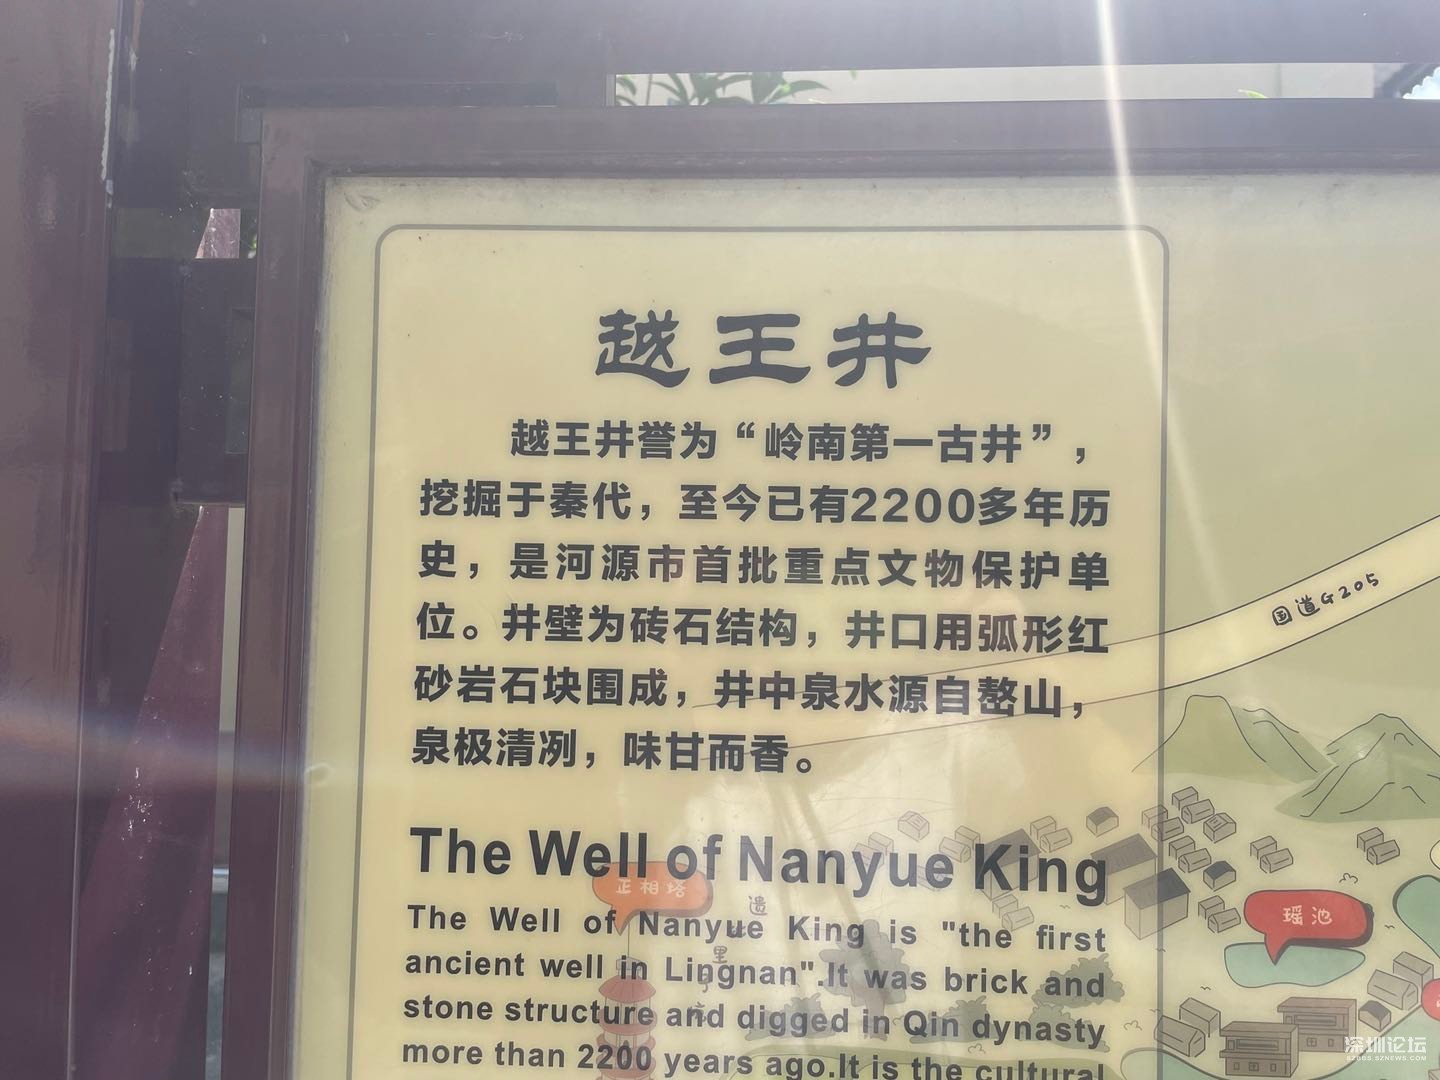 越王井
越王井誉为“岭南第一古井”，
挖掘于秦代，至今已有2200多年历
史，是河源市首批重点文物保护单
位。井壁为砖石结构，井口用弧形红
砂岩石块围成，井中泉水源自嶅山，
泉极清冽，味甘而香。
The Well of Nanyue King
The Well of Nanyue King is "the first
ancient well in Lingnan".It was brick and
stone structure and digged in Qin dynasty
more than 2200 years ago.It is the cultural
国道G205
正相塔
瑶池
遗
里
深圳论坛
SZBBS.SZNEWS.COM